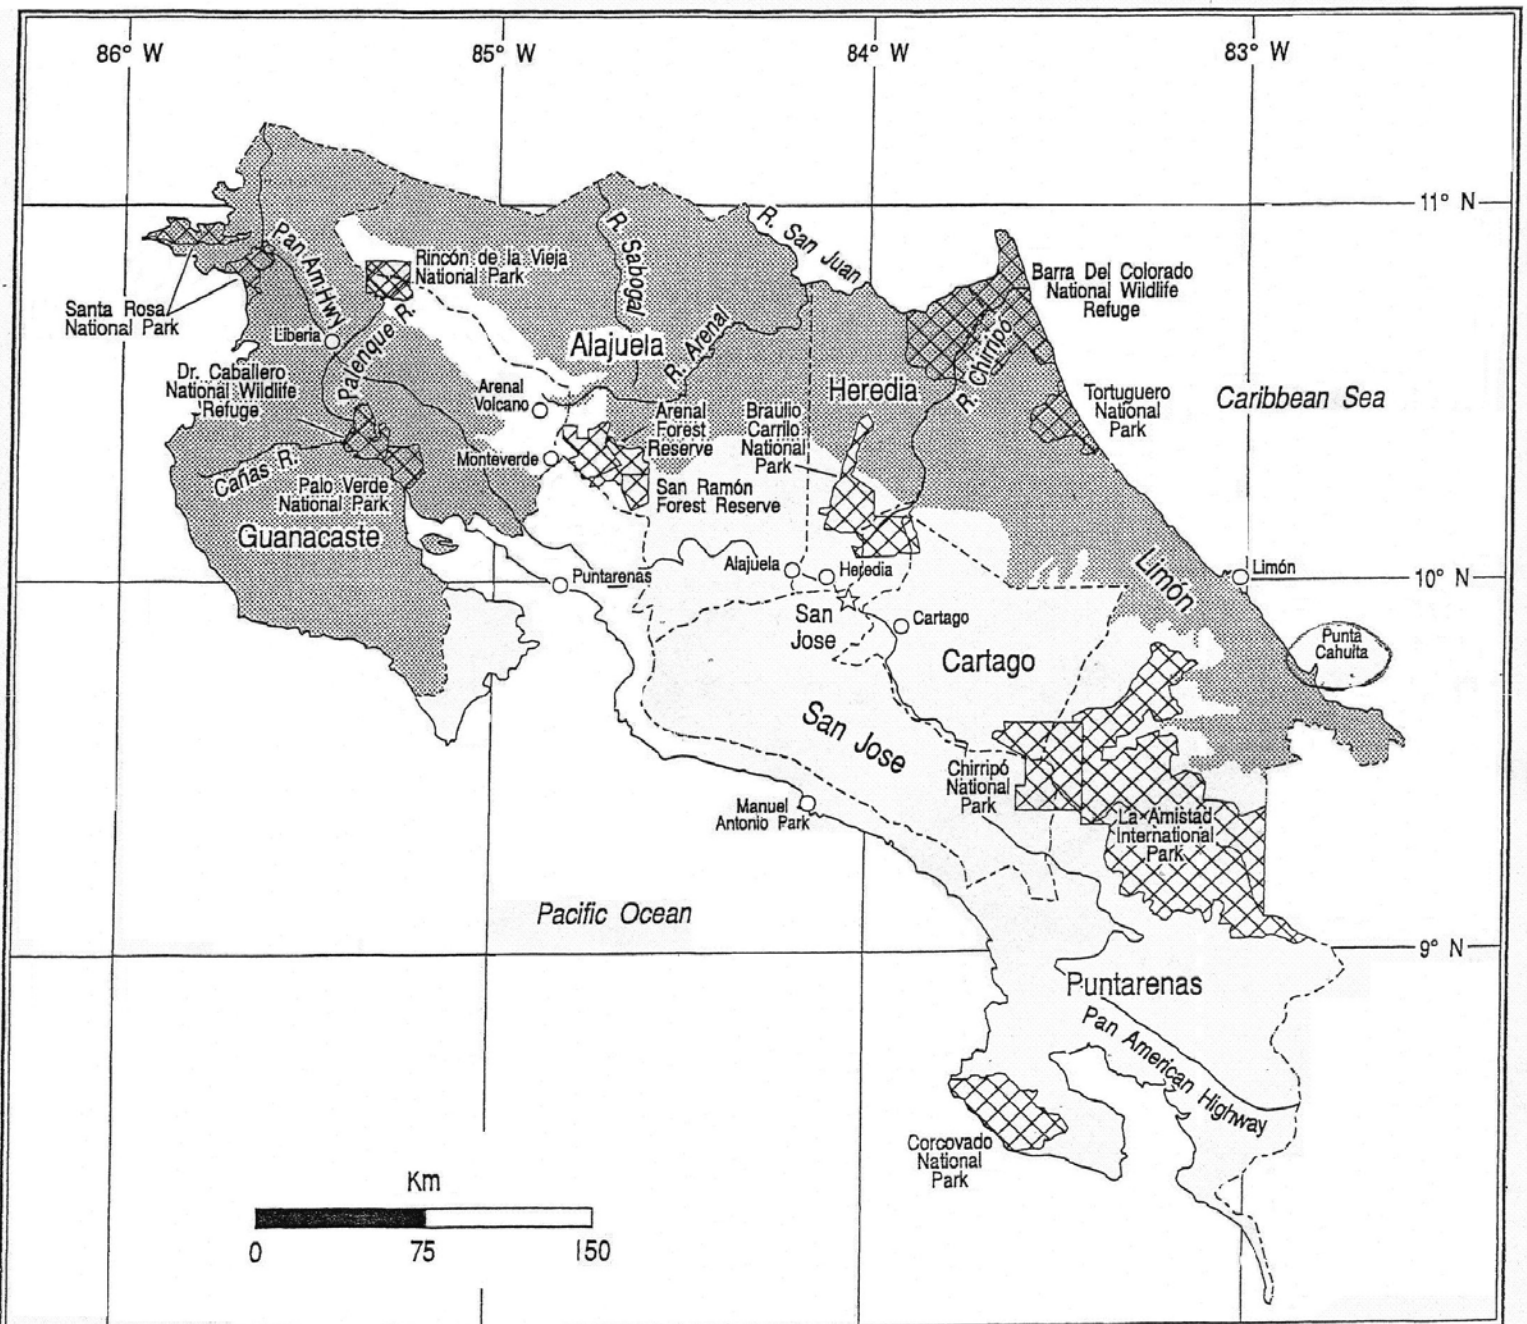 86° W
85° W
84° W
83° W
11° N
R. San Juan
Pan Am Hwy
R. Sabogal
Rincón de la Vieja
National Park
Barra Del Colorado
National Wildlife
Refuge
Santa Rosa
National Park
Liberia
Palenque R.
Alajuela
R. Arenal
R. Chirripó
Dr. Caballero
National Wildlife
Refuge
Arenal
Volcano
Heredia
Caribbean Sea
Tortuguero
National
Park
Arenal
Forest
Reserve
Braulio
Carrilo
National
Park
Monteverde
Cañas R.
Palo Verde
National Park
San Ramón
Forest Reserve
Guanacaste
Puntarenas
Alajuela
Heredia
Limón
Limón
10° N
San
Jose
Cartago
Cartago
Punta
Cahuita
San Jose
Chirripó
National
Park
Manuel
Antonio Park
La Amistad
International
Park
Pacific Ocean
9° N
Puntarenas
Pan American Highway
Corcovado
National
Park
Km
0
75
150